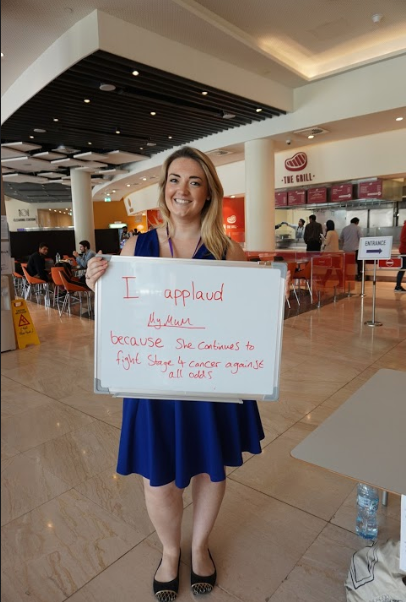 THE GRILL
ENTRANCE
I applaud
My Mum
because She continues to
fight Stage 4 cancer against
all odds